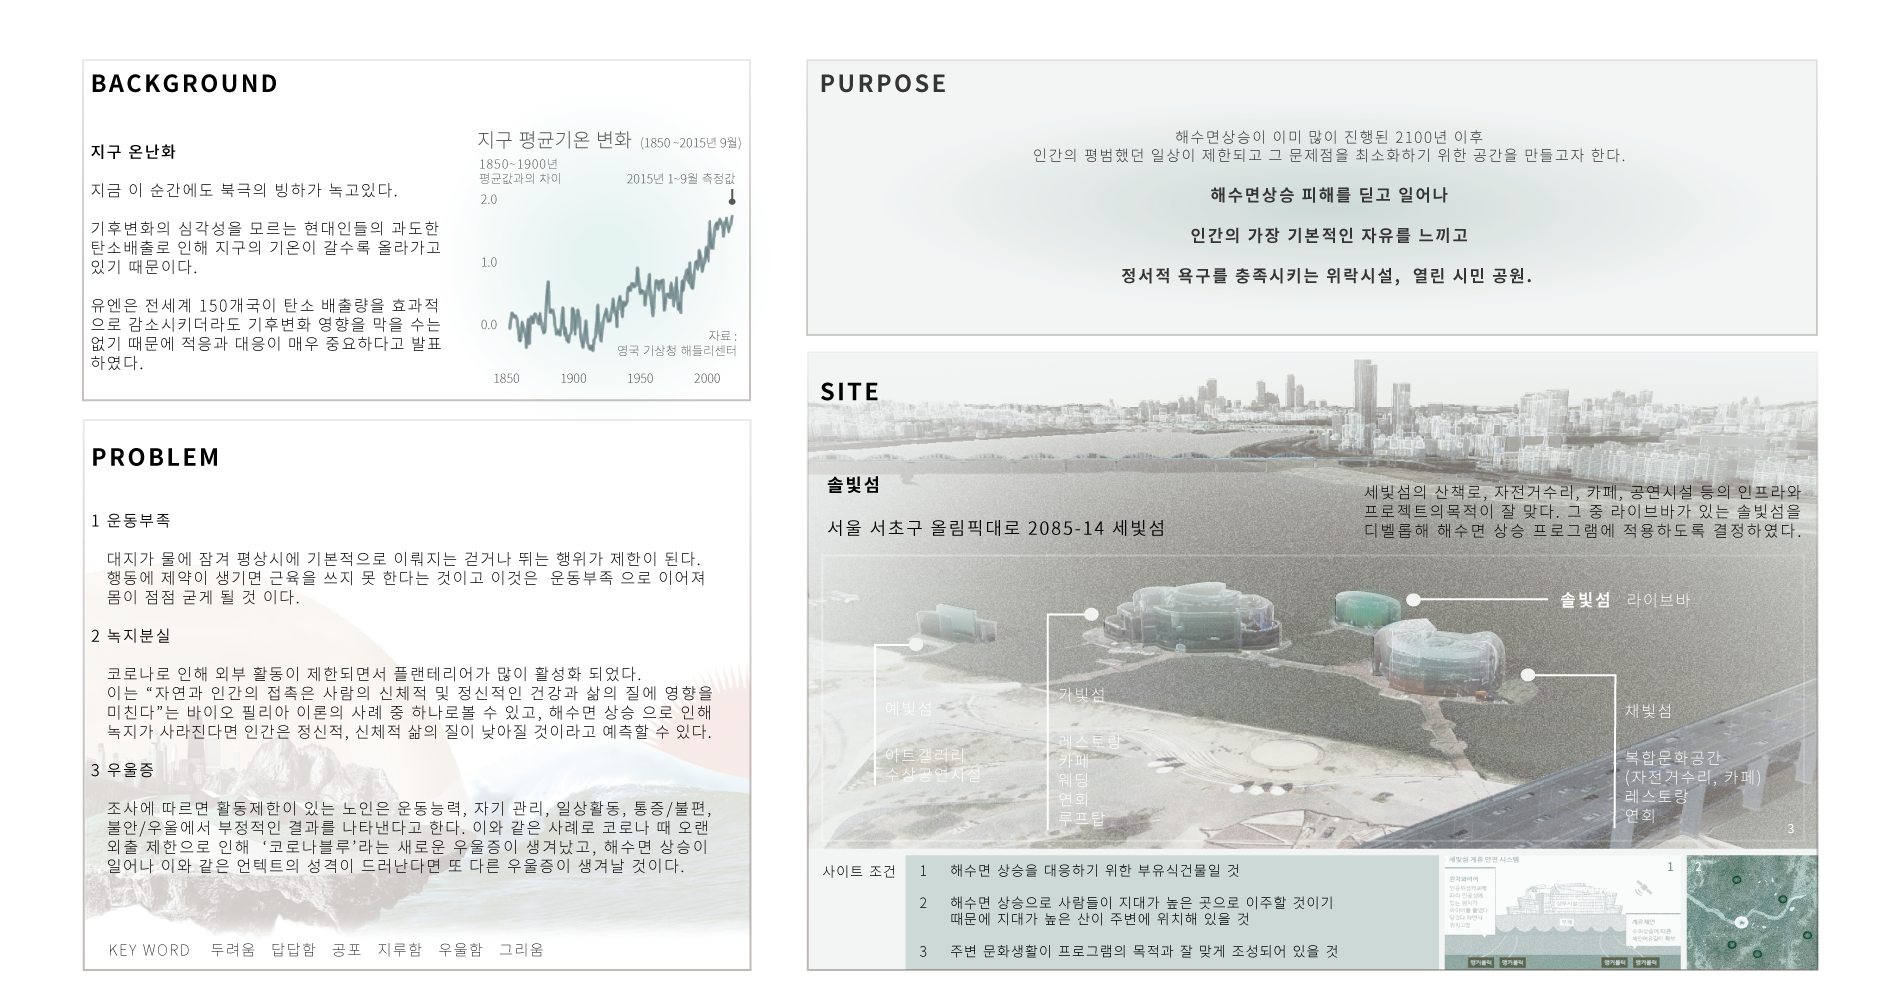 BACKGROUND
지구 온난화
지금 이 순간에도 북극의 빙하가 녹고있다.
기후변화의 심각성을 모르는 현대인들의 과도한
탄소배출로 인해 지구의 기온이 갈수록 올라가고
있기 때문이다.
유엔은 전세계 150개국이 탄소 배출량을 효과적
으로 감소시키더라도 기후변화 영향을 막을 수는
없기 때문에 적응과 대응이 매우 중요하다고 발표
하였다.
지구 평균기온 변화 (1850 ~2015년 9월)
1850~1900년
평균값과의 차이
2015년 1~9월 측정값
2.0
1.0
0.0
자료 :
영국 기상청 해들리센터
1850 1900 1950 2000
PROBLEM
1 운동부족
대지가 물에 잠겨 평상시에 기본적으로 이뤄지는 걷거나 뛰는 행위가 제한이 된다.
행동에 제약이 생기면 근육을 쓰지 못 한다는 것이고 이것은 운동부족 으로 이어져
몸이 점점 굳게 될 것 이다.
2 녹지분실
코로나로 인해 외부 활동이 제한되면서 플랜테리어가 많이 활성화 되었다.
이는 “자연과 인간의 접촉은 사람의 신체적 및 정신적인 건강과 삶의 질에 영향을
미친다”는 바이오 필리아 이론의 사례 중 하나로볼 수 있고, 해수면 상승 으로 인해
녹지가 사라진다면 인간은 정신적, 신체적 삶의 질이 낮아질 것이라고 예측할 수 있다.
3 우울증
조사에 따르면 활동제한이 있는 노인은 운동능력, 자기 관리, 일상활동, 통증/불편,
불안/우울에서 부정적인 결과를 나타낸다고 한다. 이와 같은 사례로 코로나 때 오랜
외출 제한으로 인해 ‘코로나블루’라는 새로운 우울증이 생겨났고, 해수면 상승이
일어나 이와 같은 언텍트의 성격이 드러난다면 또 다른 우울증이 생겨날 것이다.
KEY WORD 두려움 답답함 공포 지루함 우울함 그리움
PURPOSE
해수면상승이 이미 많이 진행된 2100년 이후
인간의 평범했던 일상이 제한되고 그 문제점을 최소화하기 위한 공간을 만들고자 한다.
해수면상승 피해를 딛고 일어나
인간의 가장 기본적인 자유를 느끼고
정서적 욕구를 충족시키는 위락시설, 열린 시민 공원.
SITE
솔빛섬
서울 서초구 올림픽대로 2085-14 세빛섬
세빛섬의 산책로, 자전거수리, 카페, 공연시설 등의 인프라와
프로젝트의목적이 잘 맞다. 그 중 라이브바가 있는 솔빛섬을
디벨롭해 해수면 상승 프로그램에 적용하도록 결정하였다.
솔빛섬 라이브바
예빛섬
아트갤러리
수상공연시설
가빛섬
레스토랑
카페
웨딩
연회
루프탑
채빛섬
복합문화공간
(자전거수리, 카페)
레스토랑
연회
3
사이트 조건
1 해수면 상승을 대응하기 위한 부유식건물일 것
2 해수면 상승으로 사람들이 지대가 높은 곳으로 이주할 것이기
때문에 지대가 높은 산이 주변에 위치해 있을 것
3 주변 문화생활이 프로그램의 목적과 잘 맞게 조성되어 있을 것
세빛섬 계류 안전 시스템
1
앵커블럭 앵커블럭 앵커블럭 앵커블럭
2